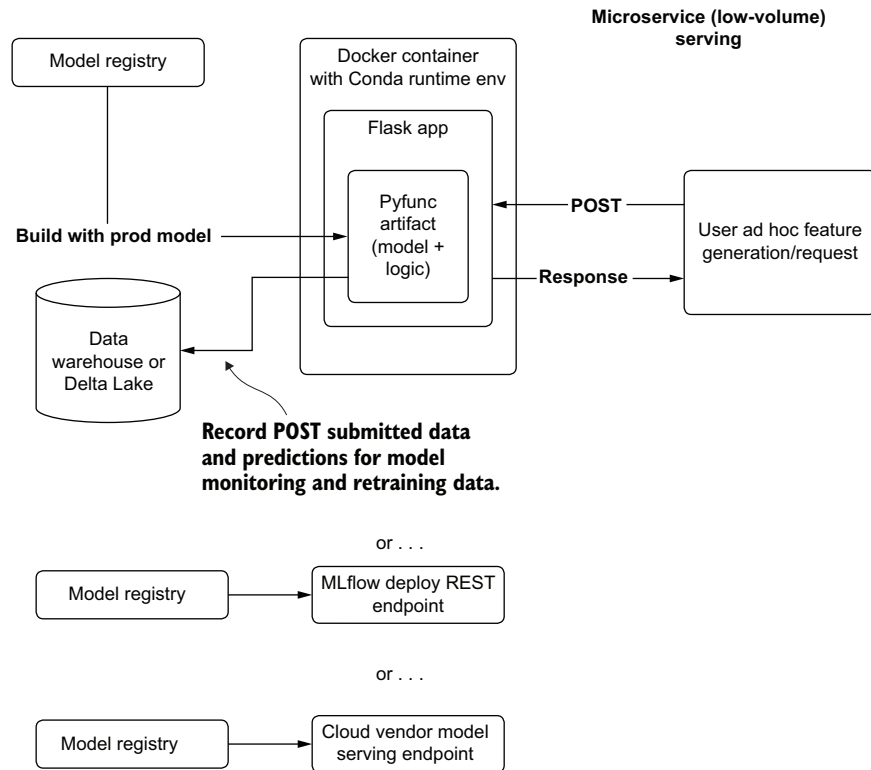 Microservice (low-volume)
serving
Model registry
Docker container
with Conda runtime env
Flask app
Pyfunc
artifact
(model +
logic)
Build with prod model
POST
Response
User ad hoc feature
generation/request
Data
warehouse or
Delta Lake
Record POST submitted data
and predictions for model
monitoring and retraining data.
or . . .
Model registry
MLflow deploy REST
endpoint
or . . .
Model registry
Cloud vendor model
serving endpoint